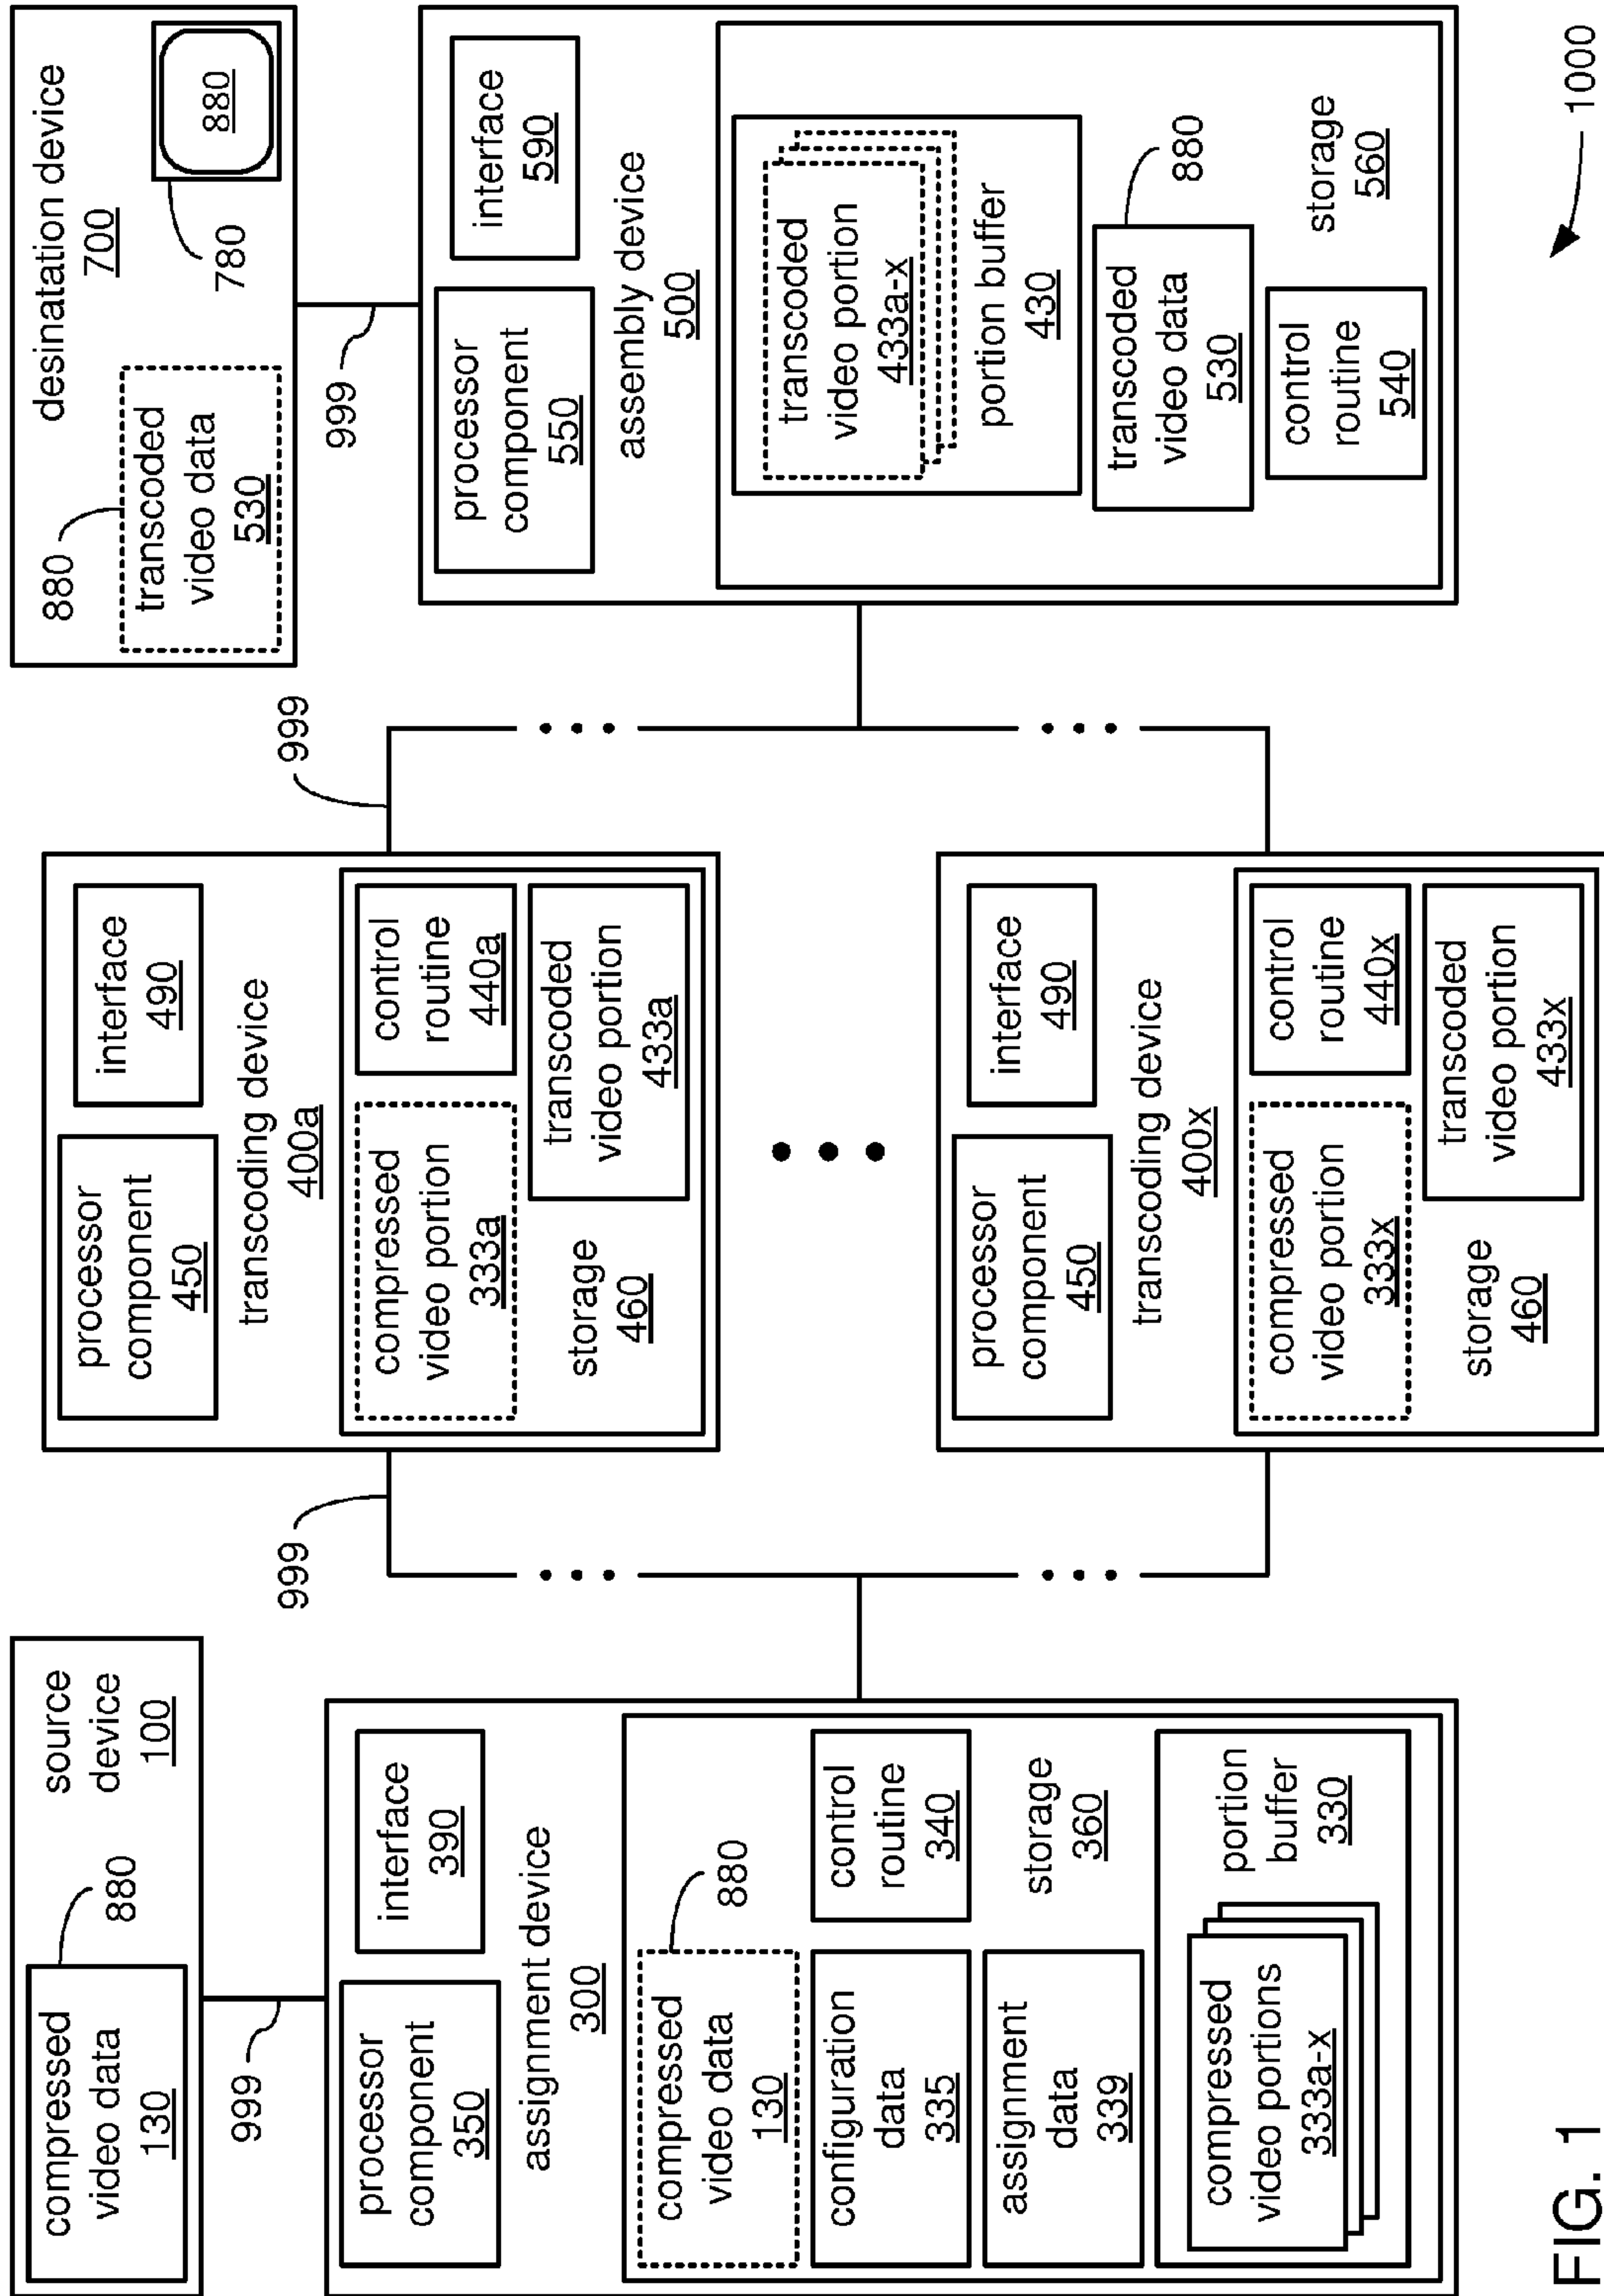 compressed
video data
130
880
source
device
100
999
processor
component
350
interface
390
assignment device
300
compressed
video data
130
880
configuration
data
335
control
routine
340
assignment
data
339
storage
360
compressed
video portions
333a-x
portion
buffer
330
999
processor
component
450
interface
490
transcoding device
400a
compressed
video portion
333a
control
routine
440a
storage
460
transcoded
video portion
433a
processor
component
450
interface
490
transcoding device
400x
compressed
video portion
333x
control
routine
440x
storage
460
transcoded
video portion
433x
999
880
transcoded
video data
530
desinatation device
700
780
880
999
processor
component
550
interface
590
assembly device
500
transcoded
video portion
433a-x
portion buffer
430
transcoded
video data
530
880
control
routine
540
storage
560
1000
FIG. 1